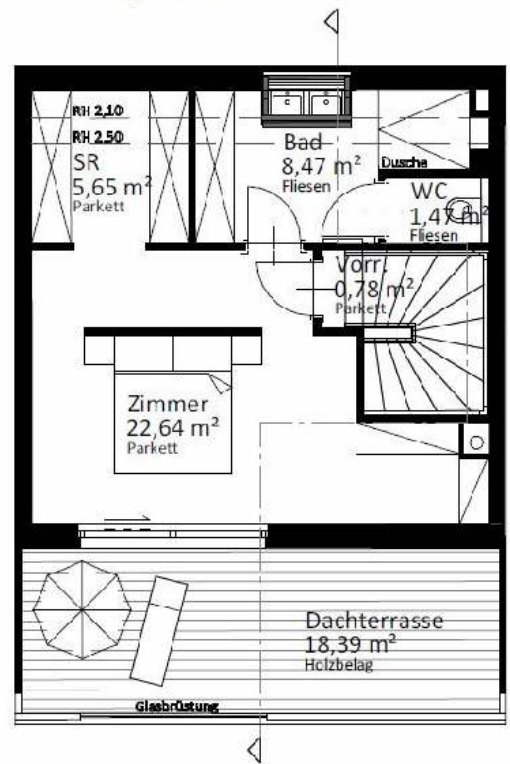 RH 2,10
RH 2.50
SR
5,65 m²
Parkett
Bad
8,47 m²
Fliesen
Dusche
WC
1,47 m²
Fliesen
Vorr.
0,78 m²
Parkett
Zimmer
22,64 m²
Parkett
Dachterrasse
18,39 m²
Holzbelag
Glasbrüstung